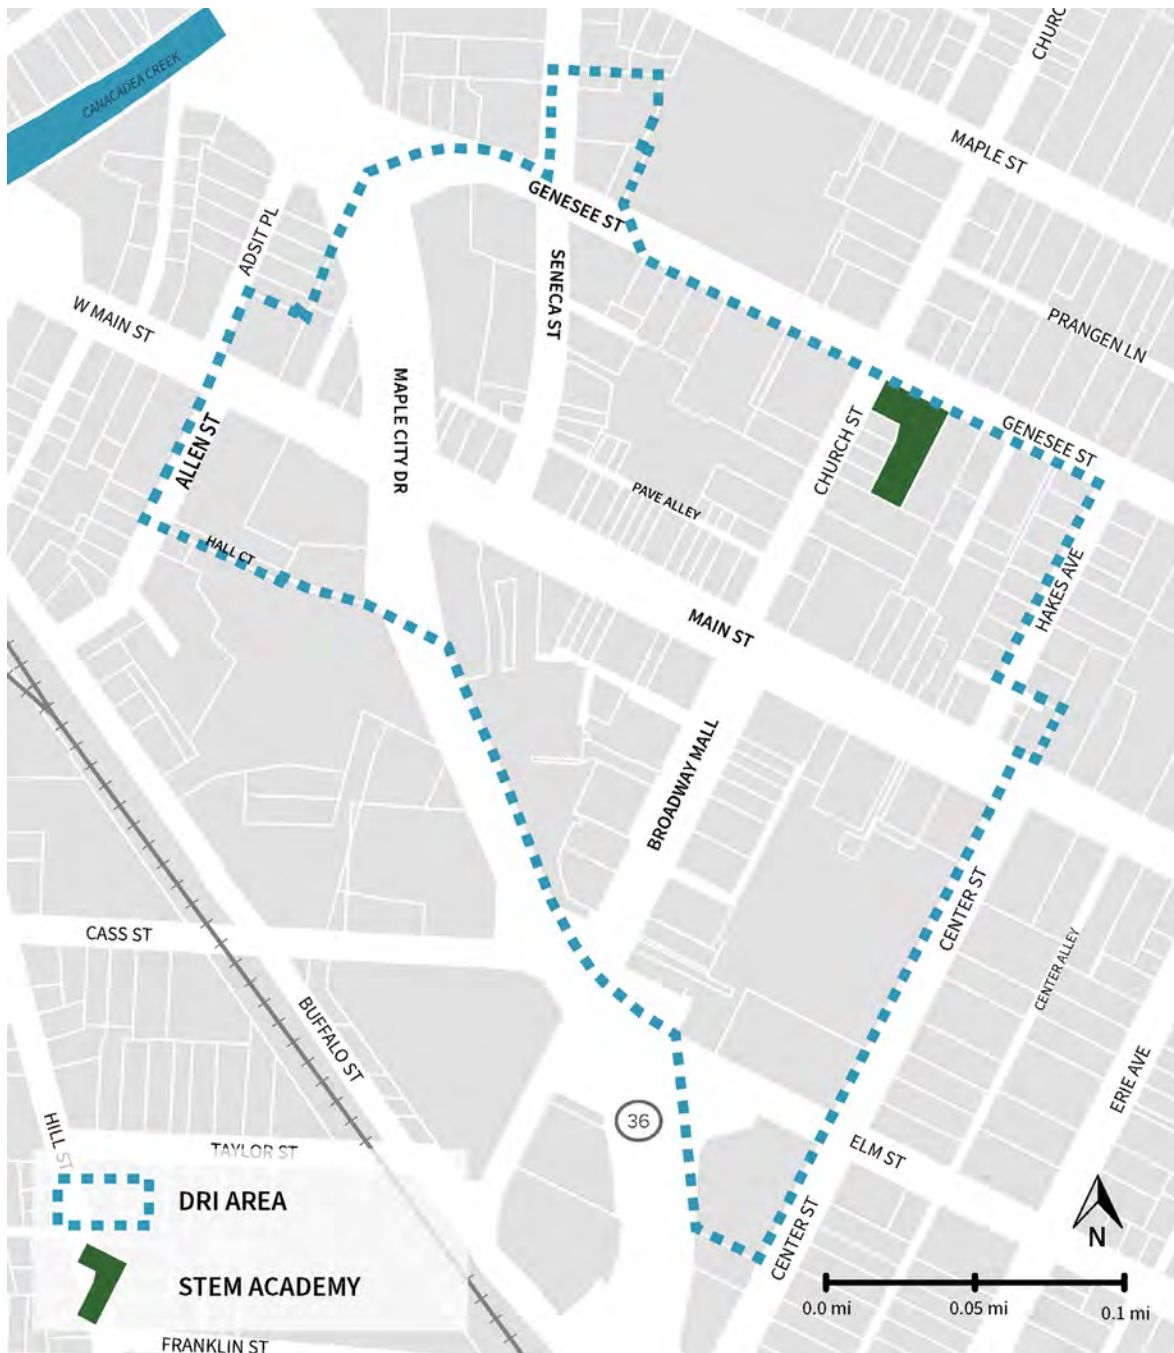 CHURC
CANACADEA CREEK
MAPLE ST
GENESEE ST
ADSIT PL
SENECA ST
W MAIN ST
PRANGEN LN
MAPLE CITY DR
ALLEN ST
CHURCH ST
GENESEE ST
PAVE ALLEY
HALL CT
HAKES AVE
MAIN ST
BROADWAY MALL
CENTER ST
CASS ST
CENTER ALLEY
BUFFALO ST
ERIE AVE
36
HILL ST
TAYLOR ST
ELM ST
DRI AREA
CENTER ST
N
STEM ACADEMY
0.0 mi 0.05 mi 0.1 mi
FRANKLIN ST